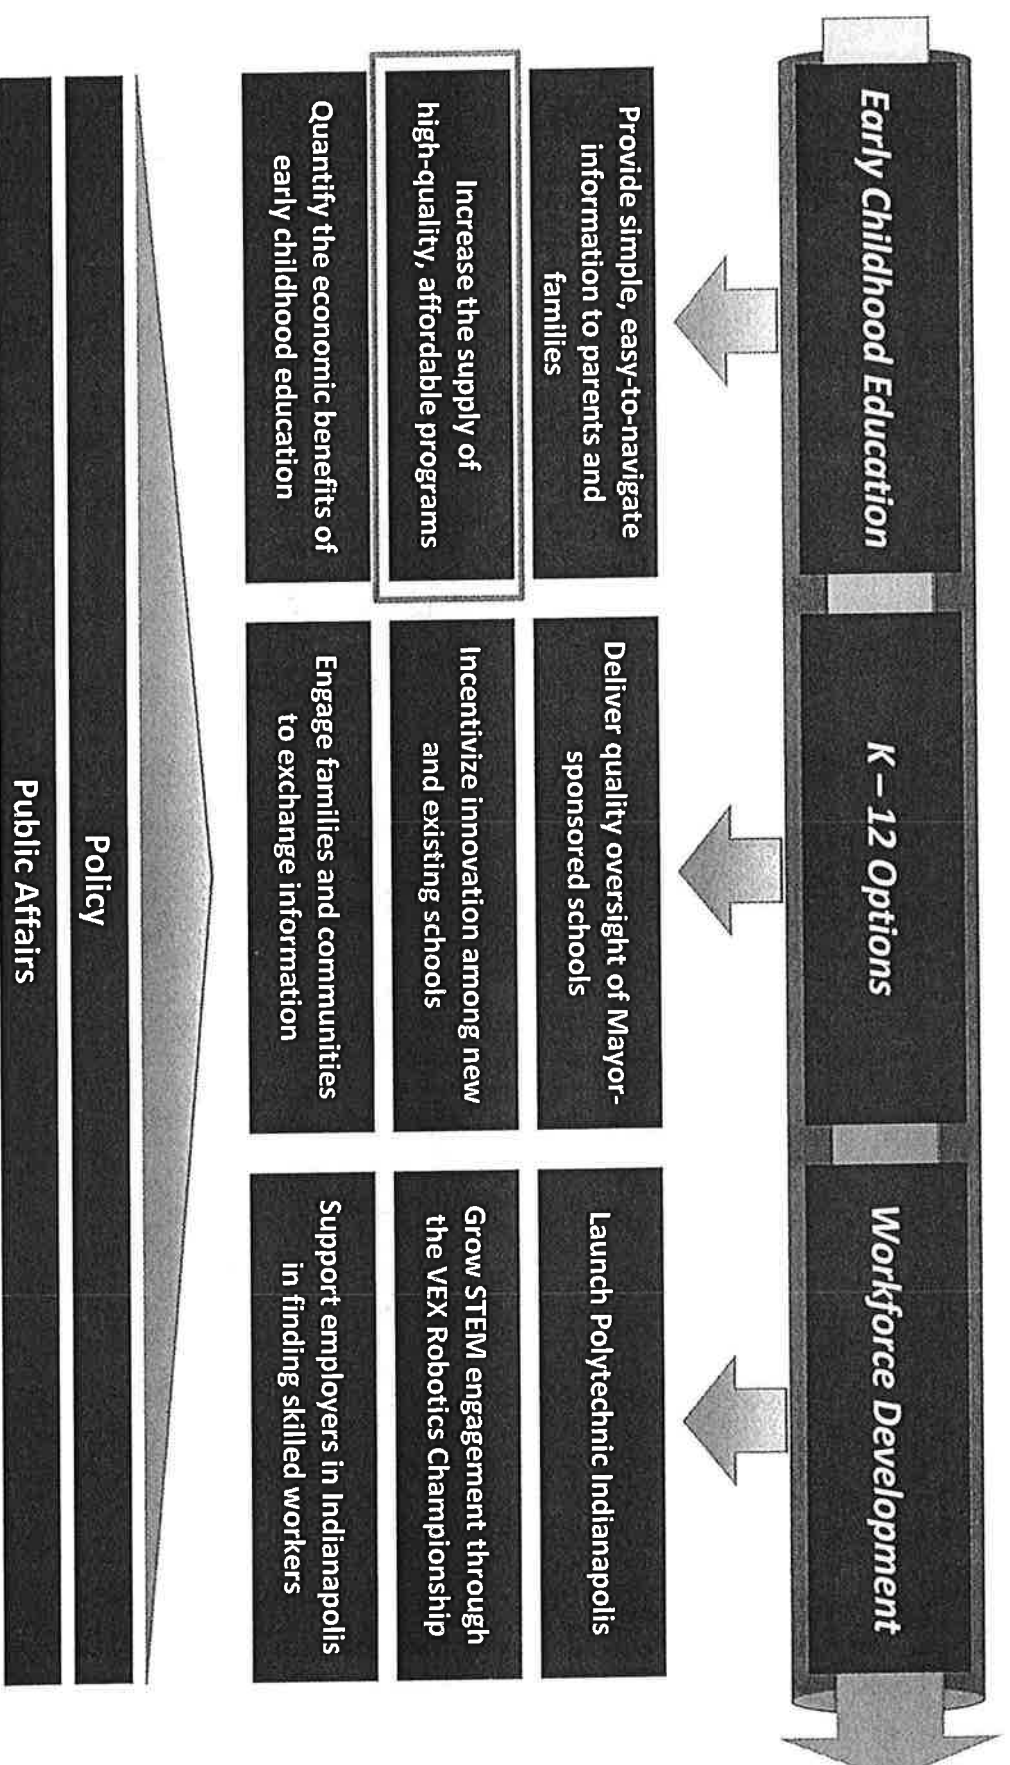 Early Childhood Education
K – 12 Options
Workforce Development
Provide simple, easy-to-navigate
information to parents and
families
Increase the supply of
high-quality, affordable programs
Quantify the economic benefits of
early childhood education
Deliver quality oversight of Mayor-
sponsored schools
Incentivize innovation among new
and existing schools
Engage families and communities
to exchange information
Launch Polytechnic Indianapolis
Grow STEM engagement through
the VEX Robotics Championship
Support employers in Indianapolis
in finding skilled workers
Policy
Public Affairs